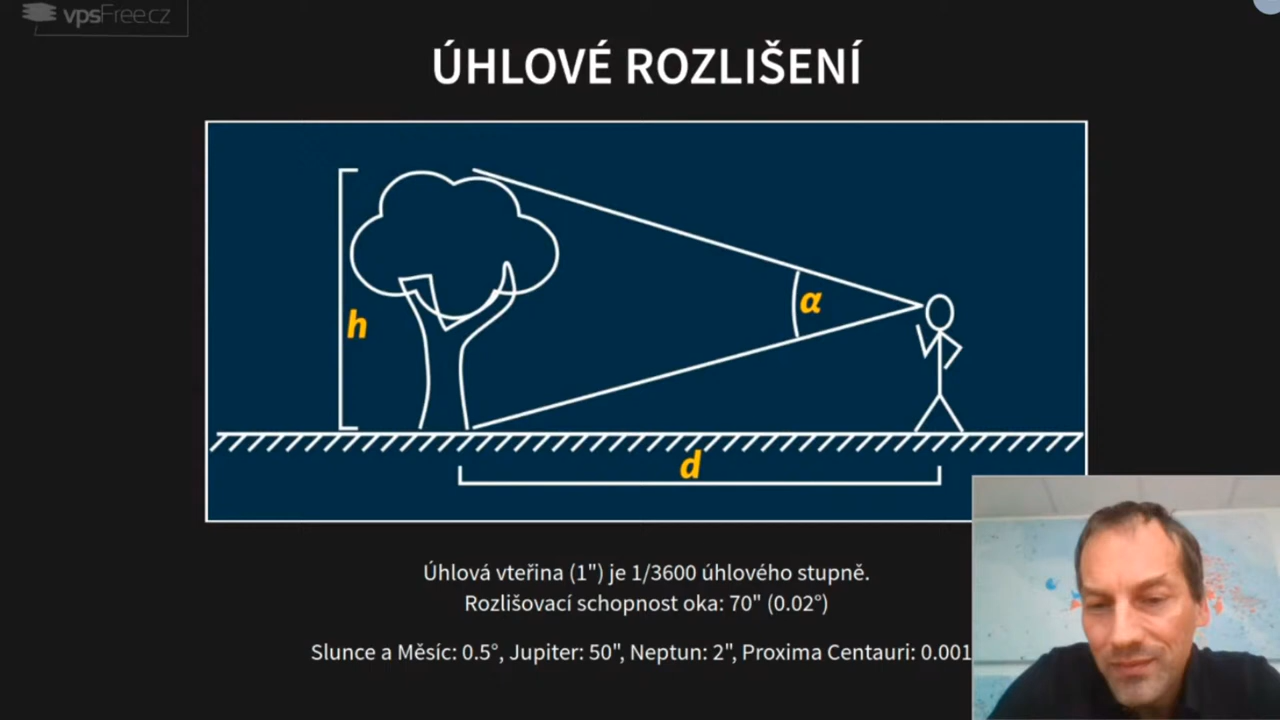 vpsFree.cz
ÚHLOVÉ ROZLIŠENÍ
h
α
d
Úhlová vteřina (1") je 1/3600 úhlového stupně.
Rozlišovací schopnost oka: 70" (0.02°)
Slunce a Měsíc: 0.5°, Jupiter: 50", Neptun: 2", Proxima Centauri: 0.001